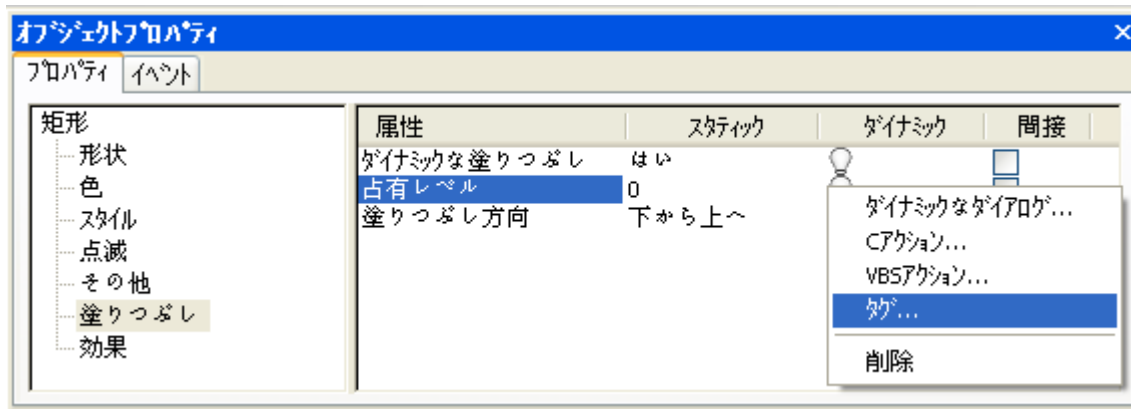 ｵﾌﾞｼﾞｪｸﾄﾌﾟﾛﾊﾟﾃｨ
ﾌﾟﾛﾊﾟﾃｨ ｲﾍﾞﾝﾄ
矩形
形状
色
ｽﾀｲﾙ
点滅
その他
塗りつぶし
効果
属性 ｽﾀﾃｨｯｸ ﾀﾞｲﾅﾐｯｸ 間接
ﾀﾞｲﾅﾐｯｸな塗りつぶし はい
占有レベル 0
塗りつぶし方向 下から上へ
ﾀﾞｲﾅﾐｯｸなﾀﾞｲｱﾛｸﾞ...
Cｱｸｼｮﾝ...
VBSｱｸｼｮﾝ...
ﾀｸﾞ...
削除